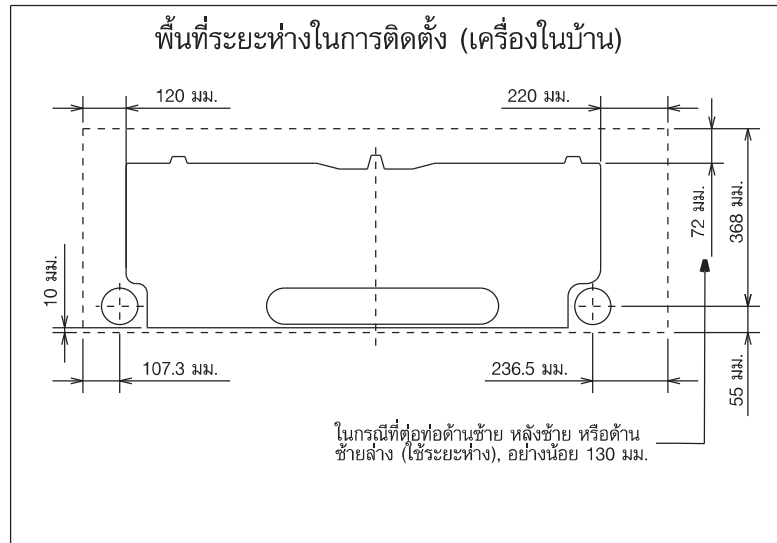 พื้นที่ระยะห่างในการติดตั้ง (เครื่องในบ้าน)
120 มม.
220 มม.
72 มม.
368 มม.
10 มม.
107.3 มม.
236.5 มม.
55 มม.
ในกรณีที่ต่อท่อด้านซ้าย หลังซ้าย หรือด้าน
ซ้ายล่าง (ใช้ระยะห่าง), อย่างน้อย 130 มม.